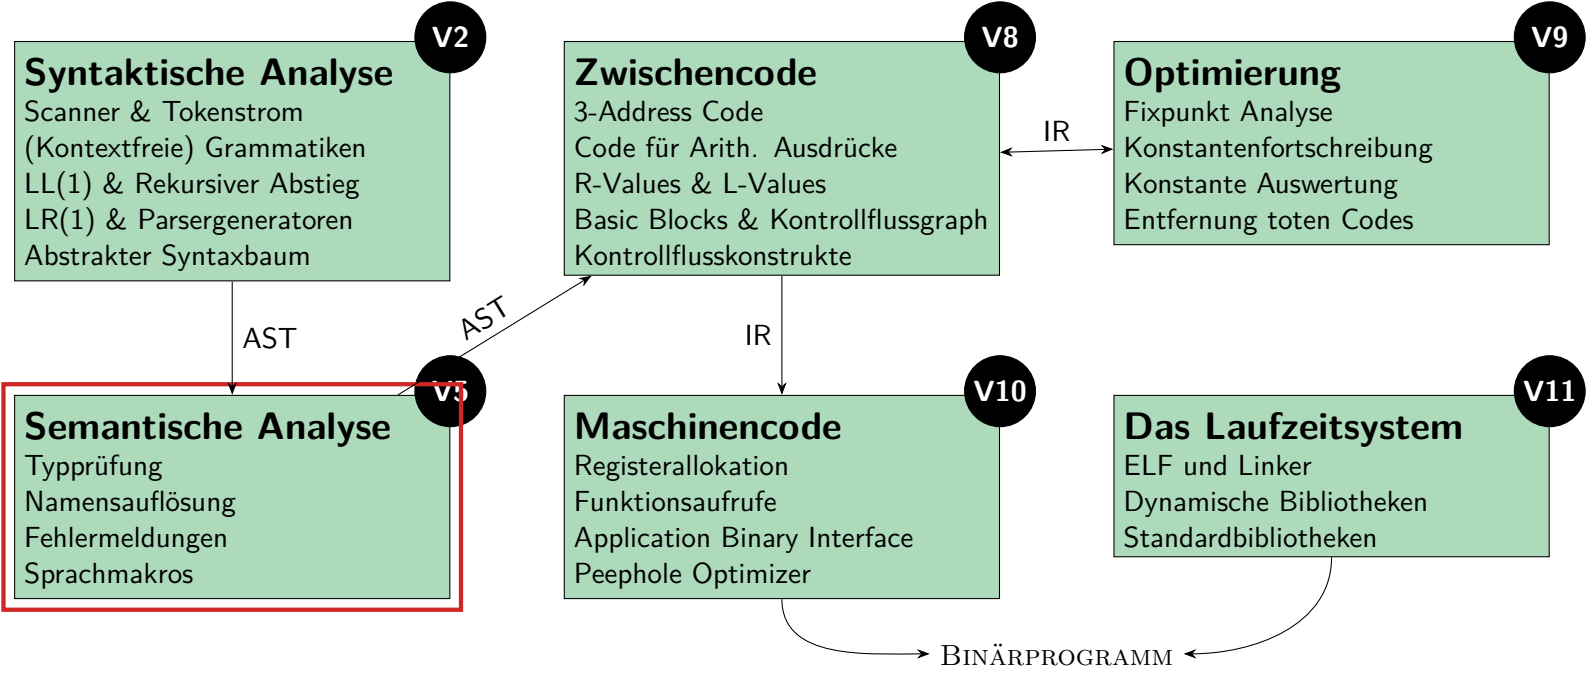 V2
Syntaktische Analyse
Scanner & Tokenstrom
(Kontextfreie) Grammatiken
LL(1) & Rekursiver Abstieg
LR(1) & Parsergeneratoren
Abstrakter Syntaxbaum
V8
Zwischencode
3-Address Code
Code für Arith. Ausdrücke
R-Values & L-Values
Basic Blocks & Kontrollflussgraph
Kontrollflusskonstrukte
IR
V9
Optimierung
Fixpunkt Analyse
Konstantenfortschreibung
Konstante Auswertung
Entfernung toten Codes
AST
AST
IR
V5
Semantische Analyse
Typprüfung
Namensauflösung
Fehlermeldungen
Sprachmakros
V10
Maschinencode
Registerallokation
Funktionsaufrufe
Application Binary Interface
Peephole Optimizer
V11
Das Laufzeitsystem
ELF und Linker
Dynamische Bibliotheken
Standardbibliotheken
Binärprogramm